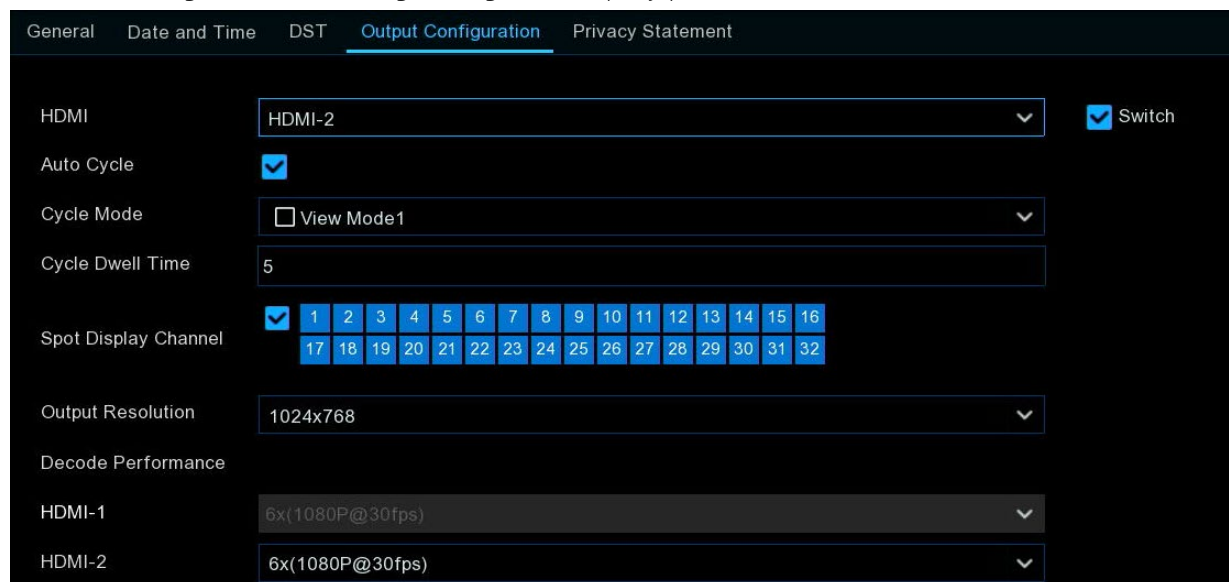 General Date and Time DST Output Configuration Privacy Statement
HDMI HDMI-2 Switch
Auto Cycle
Cycle Mode View Mode1
Cycle Dwell Time 5
1 2 3 4 5 6 7 8 9 10 11 12 13 14 15 16
Spot Display Channel
17 18 19 20 21 22 23 24 25 26 27 28 29 30 31 32
Output Resolution 1024x768
Decode Performance
HDMI-1 6x(1080P@30fps)
HDMI-2 6x(1080P@30fps)